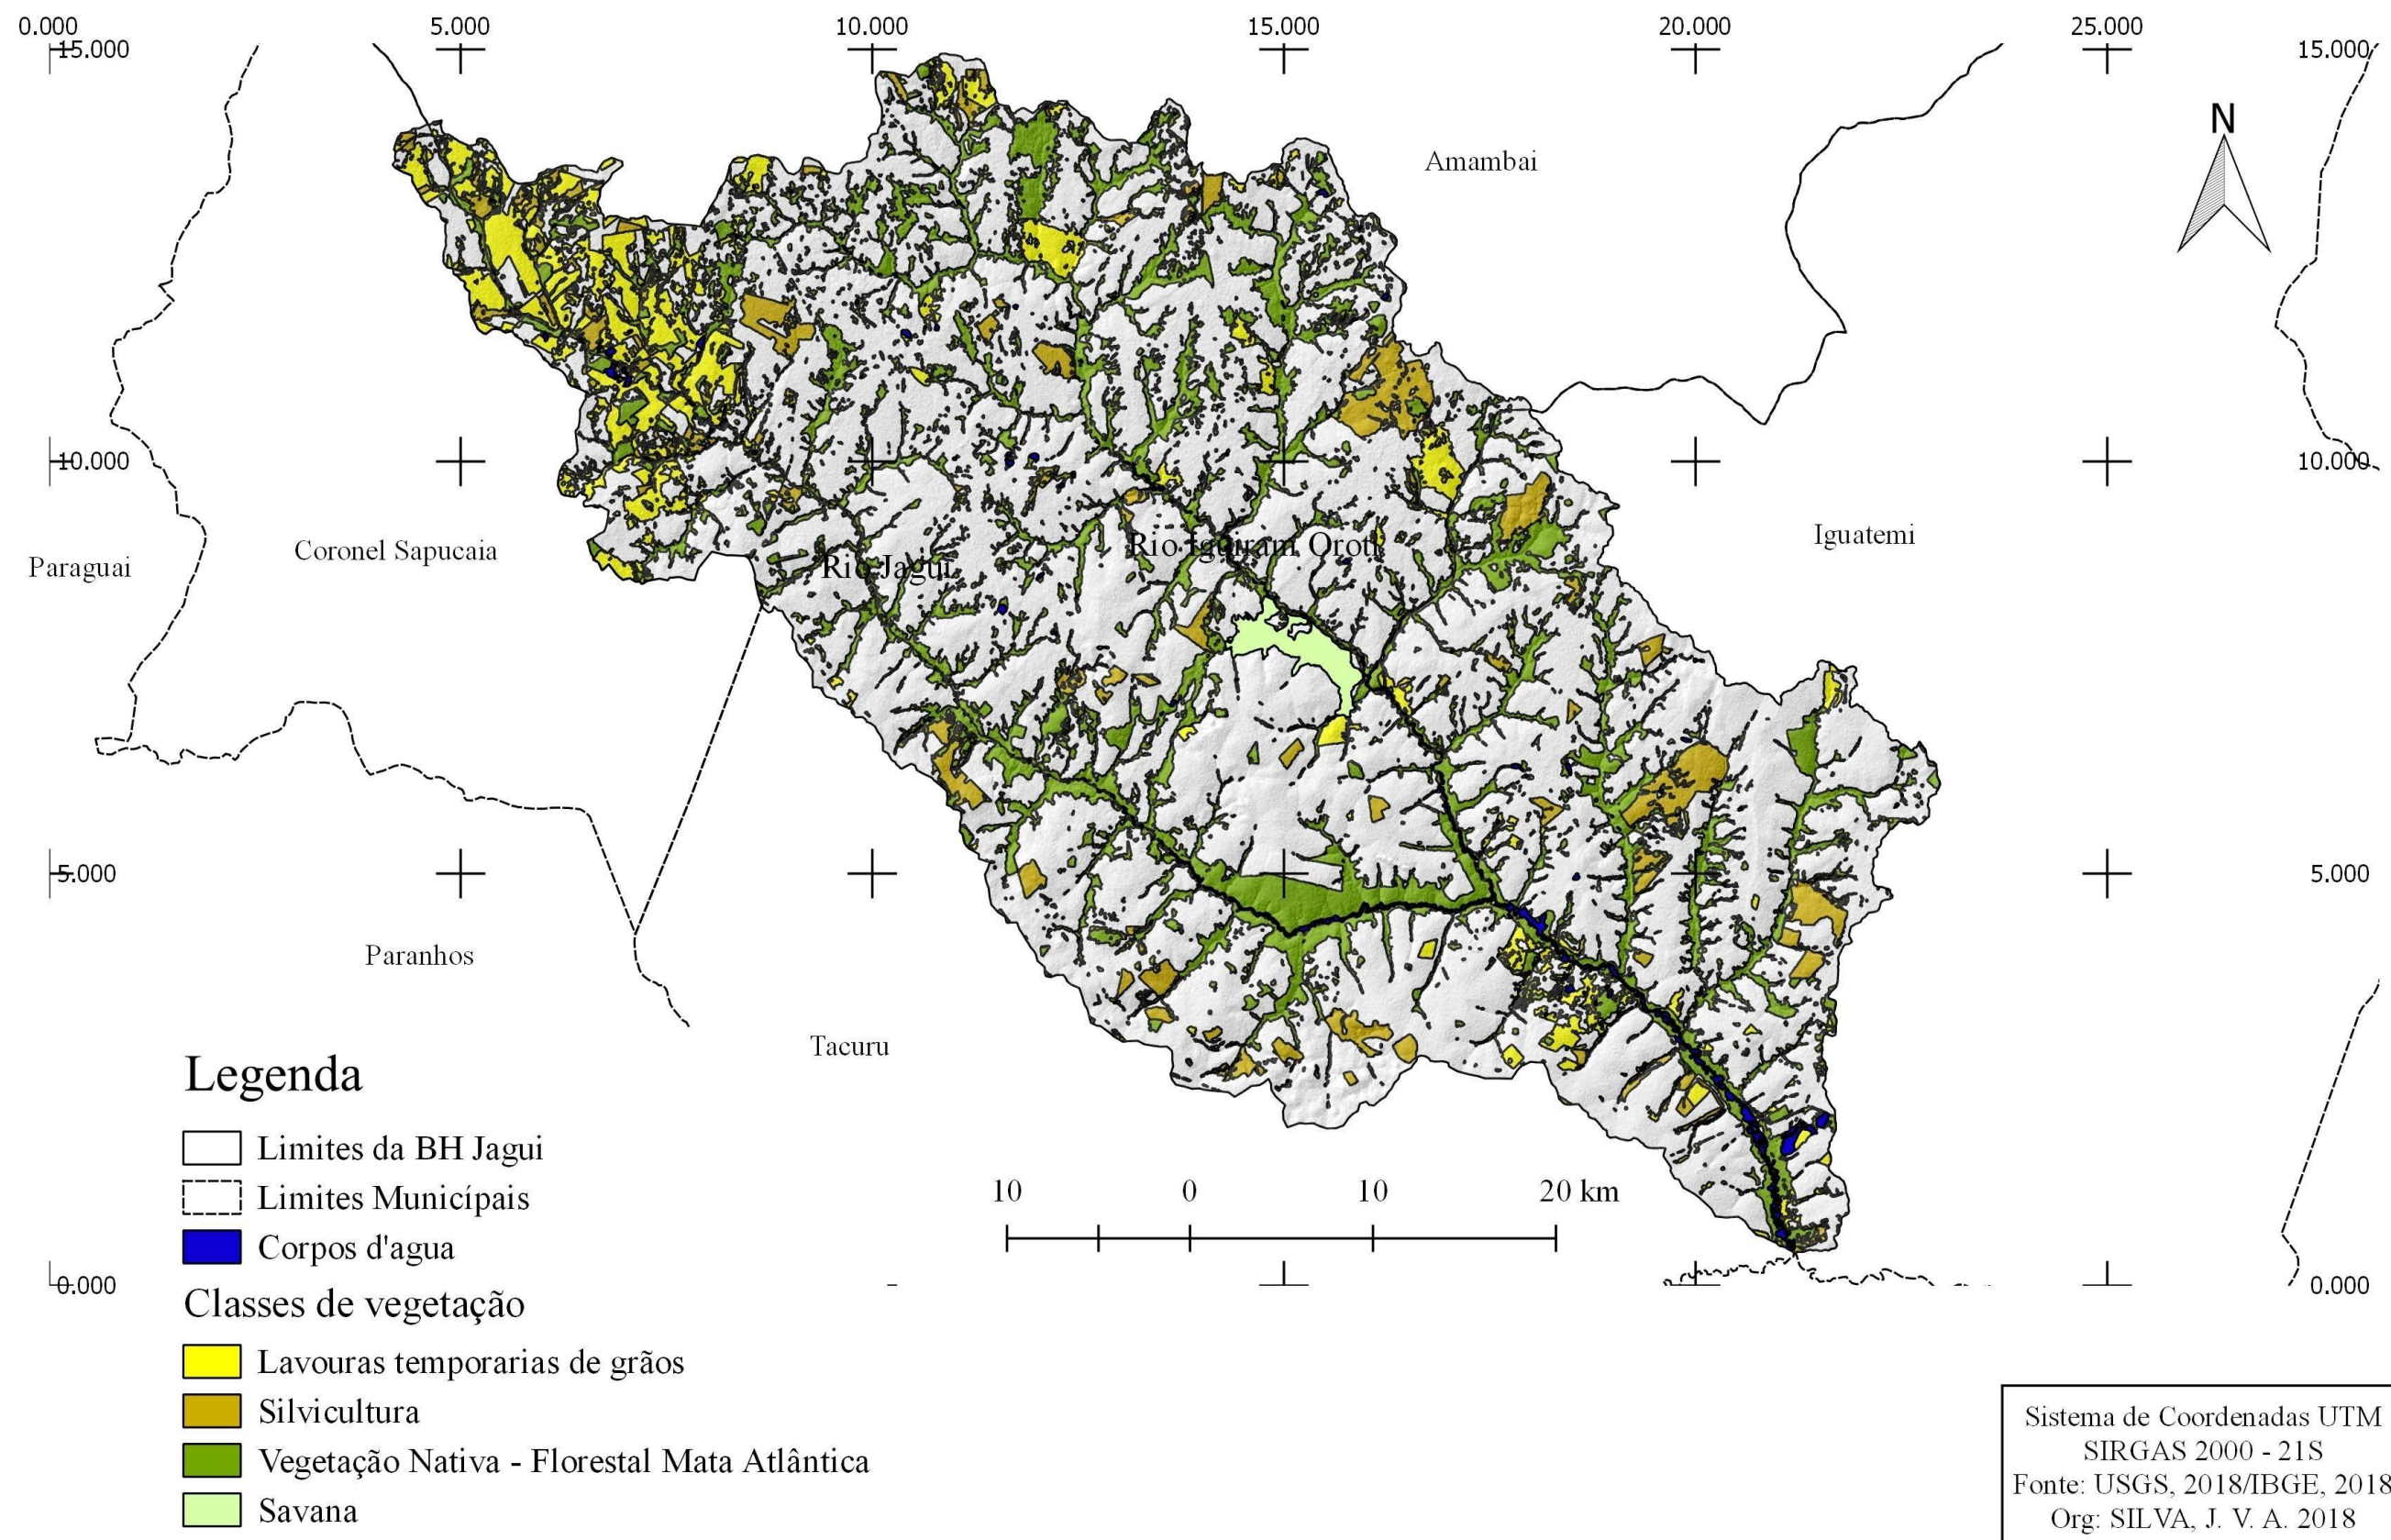 0.000 5.000 10.000 15.000 20.000 25.000
15.000 15.000
N
Amambai
10.000 10.000
Iguatemi
Coronel Sapucaia
Rio Iguiram Oroti
Paraguai
Rio Jagui
5.000 5.000
Paranhos
Tacuru
Legenda
Limites da BH Jagui
Limites Municípais
Corpos d'agua
10 0 10 20 km
0.000 0.000
Classes de vegetação
Lavouras temporarias de grãos
Silvicultura
Vegetação Nativa - Florestal Mata Atlântica
Savana
Sistema de Coordenadas UTM
SIRGAS 2000 - 21S
Fonte: USGS, 2018/IBGE, 2018
Org: SILVA, J. V. A. 2018